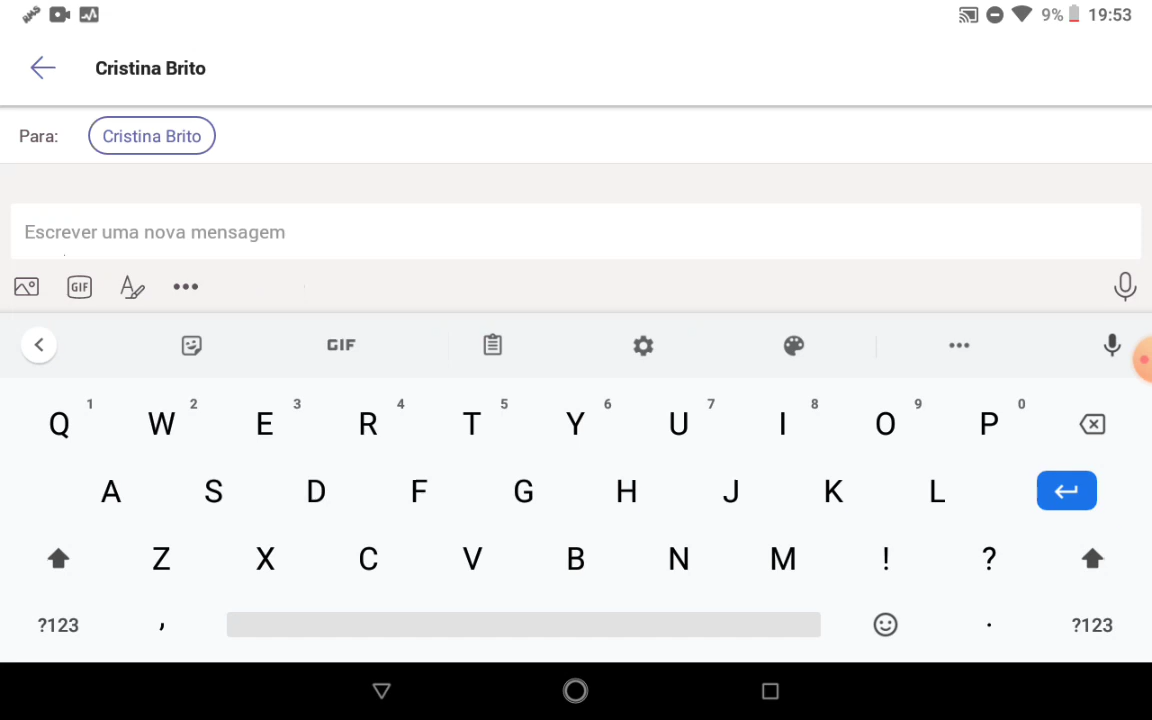 9% 19:53
Cristina Brito
Para: Cristina Brito
Escrever uma nova mensagem
GIF
GIF
1 2 3 4 5 6 7 8 9 0
Q W E R T Y U I O P
A S D F G H J K L
Z X C V B N M ! ?
?123 , . ?123